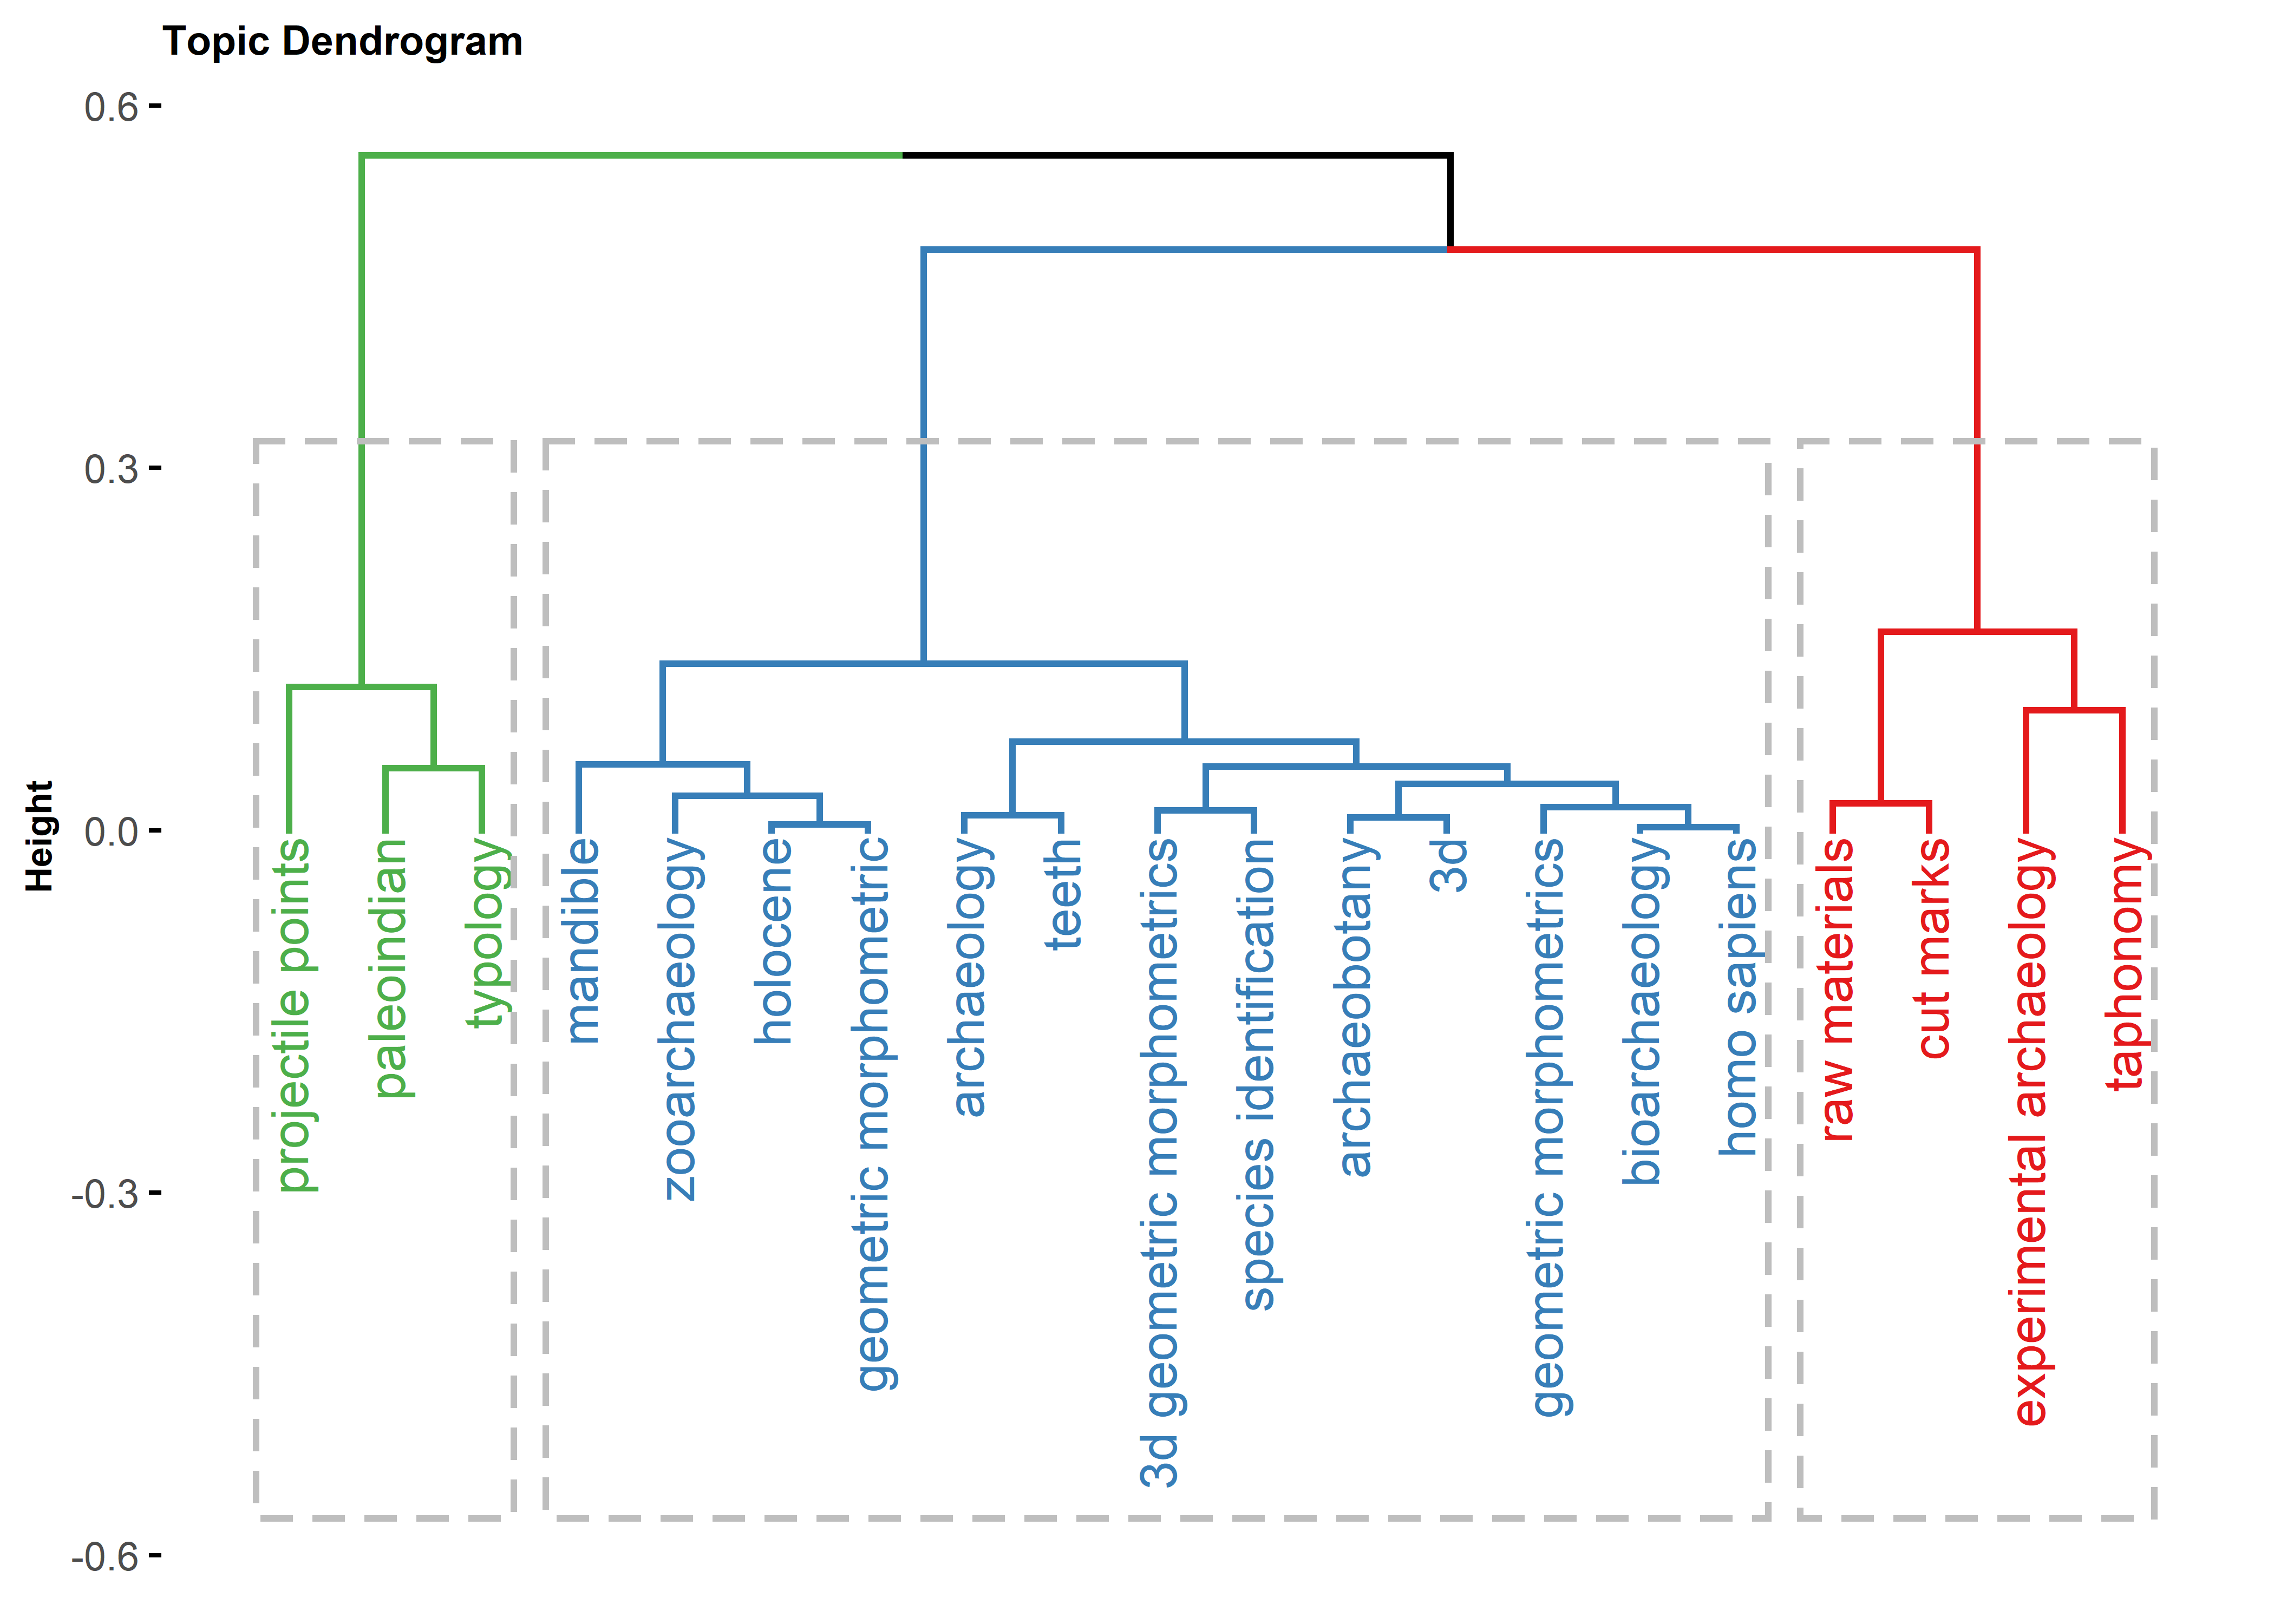 Topic Dendrogram
Height
0.6
0.3
0.0
-0.3
-0.6
projectile points
paleoindian
typology
mandible
zooarchaeology
holocene
geometric morphometric
archaeology
teeth
3d geometric morphometrics
species identification
archaeobotany
3d
geometric morphometrics
bioarchaeology
homo sapiens
raw materials
cut marks
experimental archaeology
taphonomy